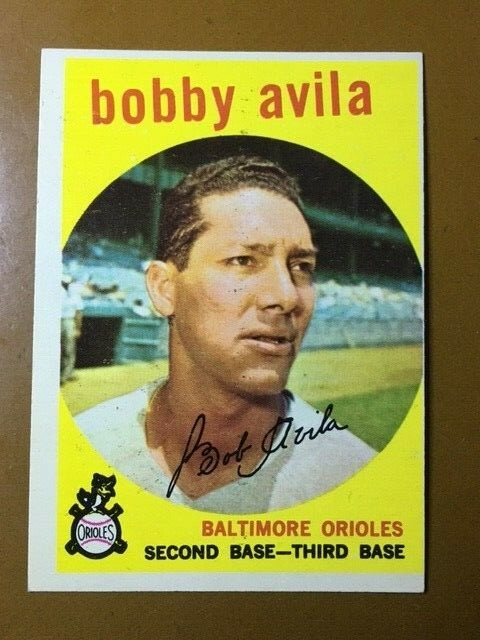 bobby avila
Bob Avila
ORIOLES
BALTIMORE ORIOLES
SECOND BASE—THIRD BASE